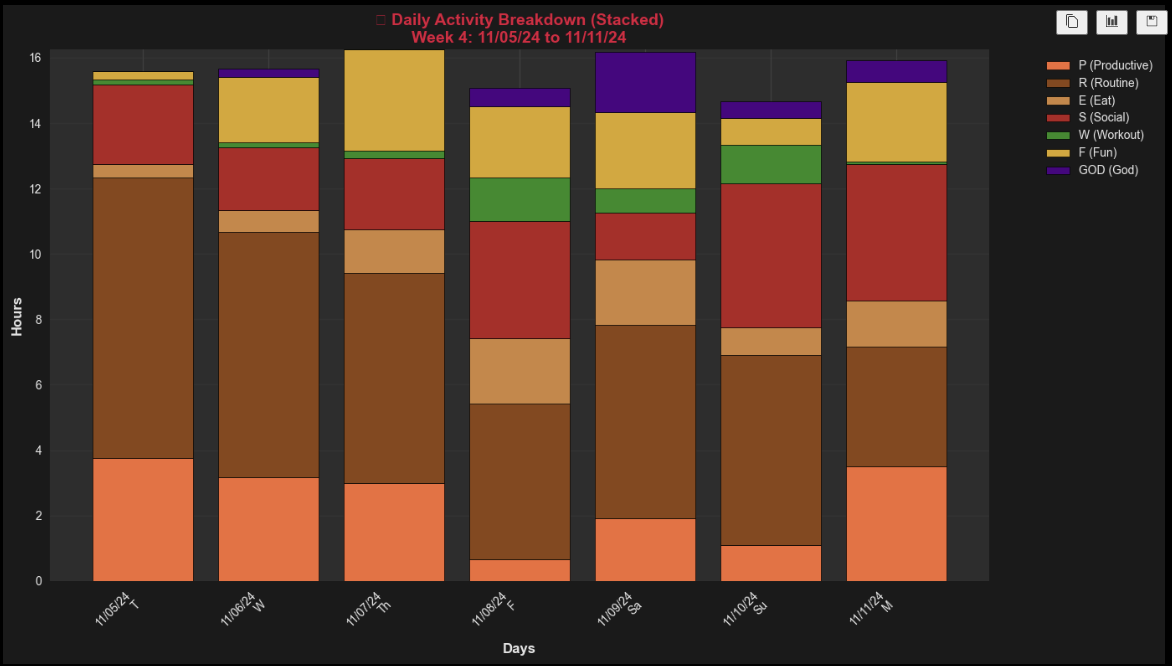 Daily Activity Breakdown (Stacked)
Week 4: 11/05/24 to 11/11/24
P (Productive)
R (Routine)
E (Eat)
S (Social)
W (Workout)
F (Fun)
GOD (God)
Hours
16
14
12
10
8
6
4
2
0
11/05/24
T
11/06/24
W
11/07/24
Th
11/08/24
F
11/09/24
Sa
11/10/24
Su
11/11/24
M
Days